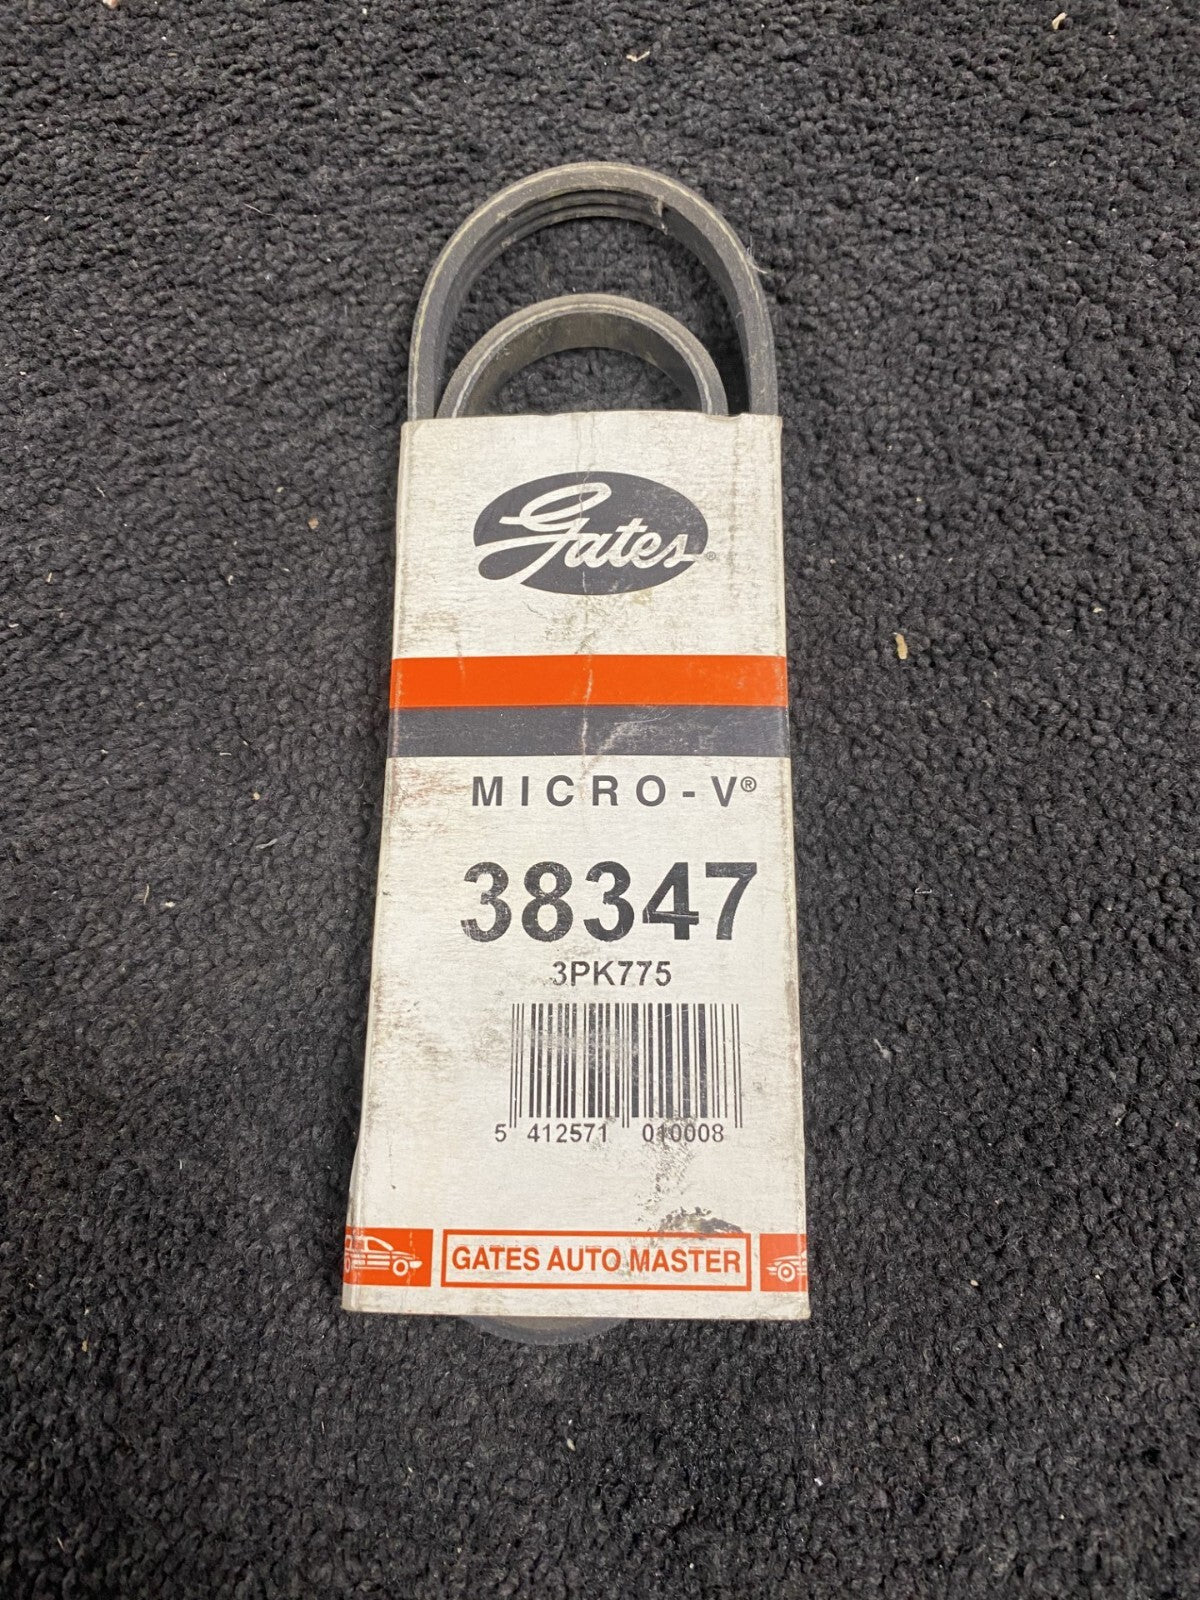 Gates®
MICRO-V®
38347
3PK775
5 412571 010008
GATES AUTO MASTER